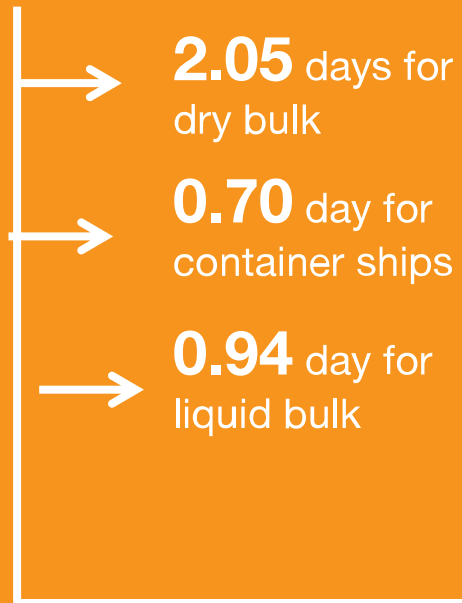 2.05 days for
dry bulk
0.70 day for
container ships
0.94 day for
liquid bulk